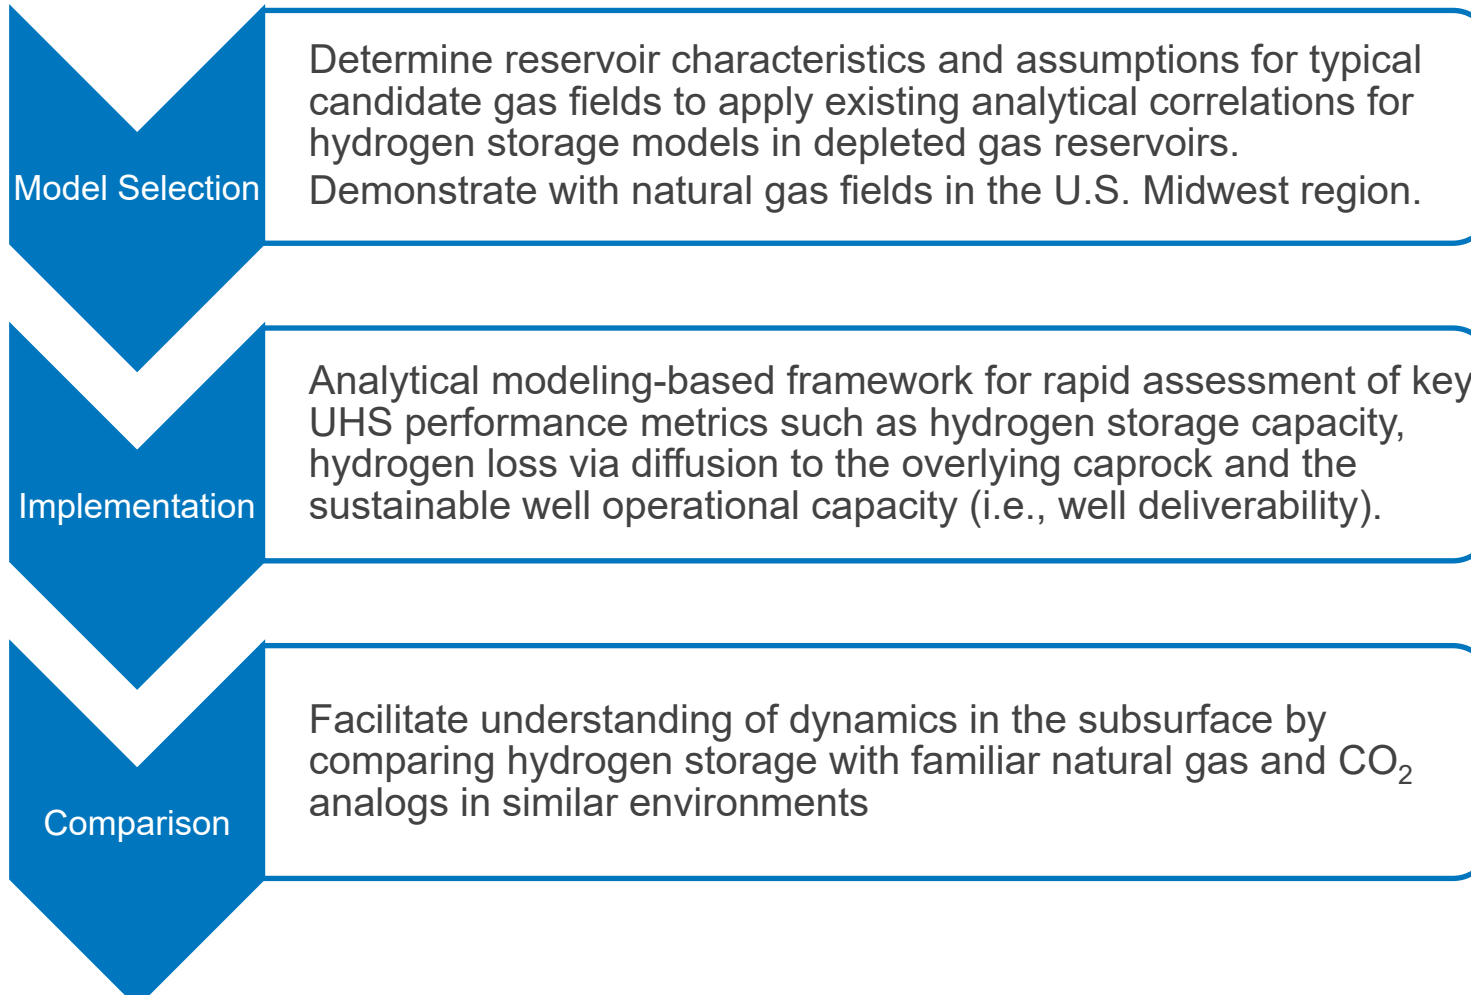 Model Selection
Determine reservoir characteristics and assumptions for typical
candidate gas fields to apply existing analytical correlations for
hydrogen storage models in depleted gas reservoirs.
Demonstrate with natural gas fields in the U.S. Midwest region.
Implementation
Analytical modeling-based framework for rapid assessment of key
UHS performance metrics such as hydrogen storage capacity,
hydrogen loss via diffusion to the overlying caprock and the
sustainable well operational capacity (i.e., well deliverability).
Comparison
Facilitate understanding of dynamics in the subsurface by
comparing hydrogen storage with familiar natural gas and CO₂
analogs in similar environments